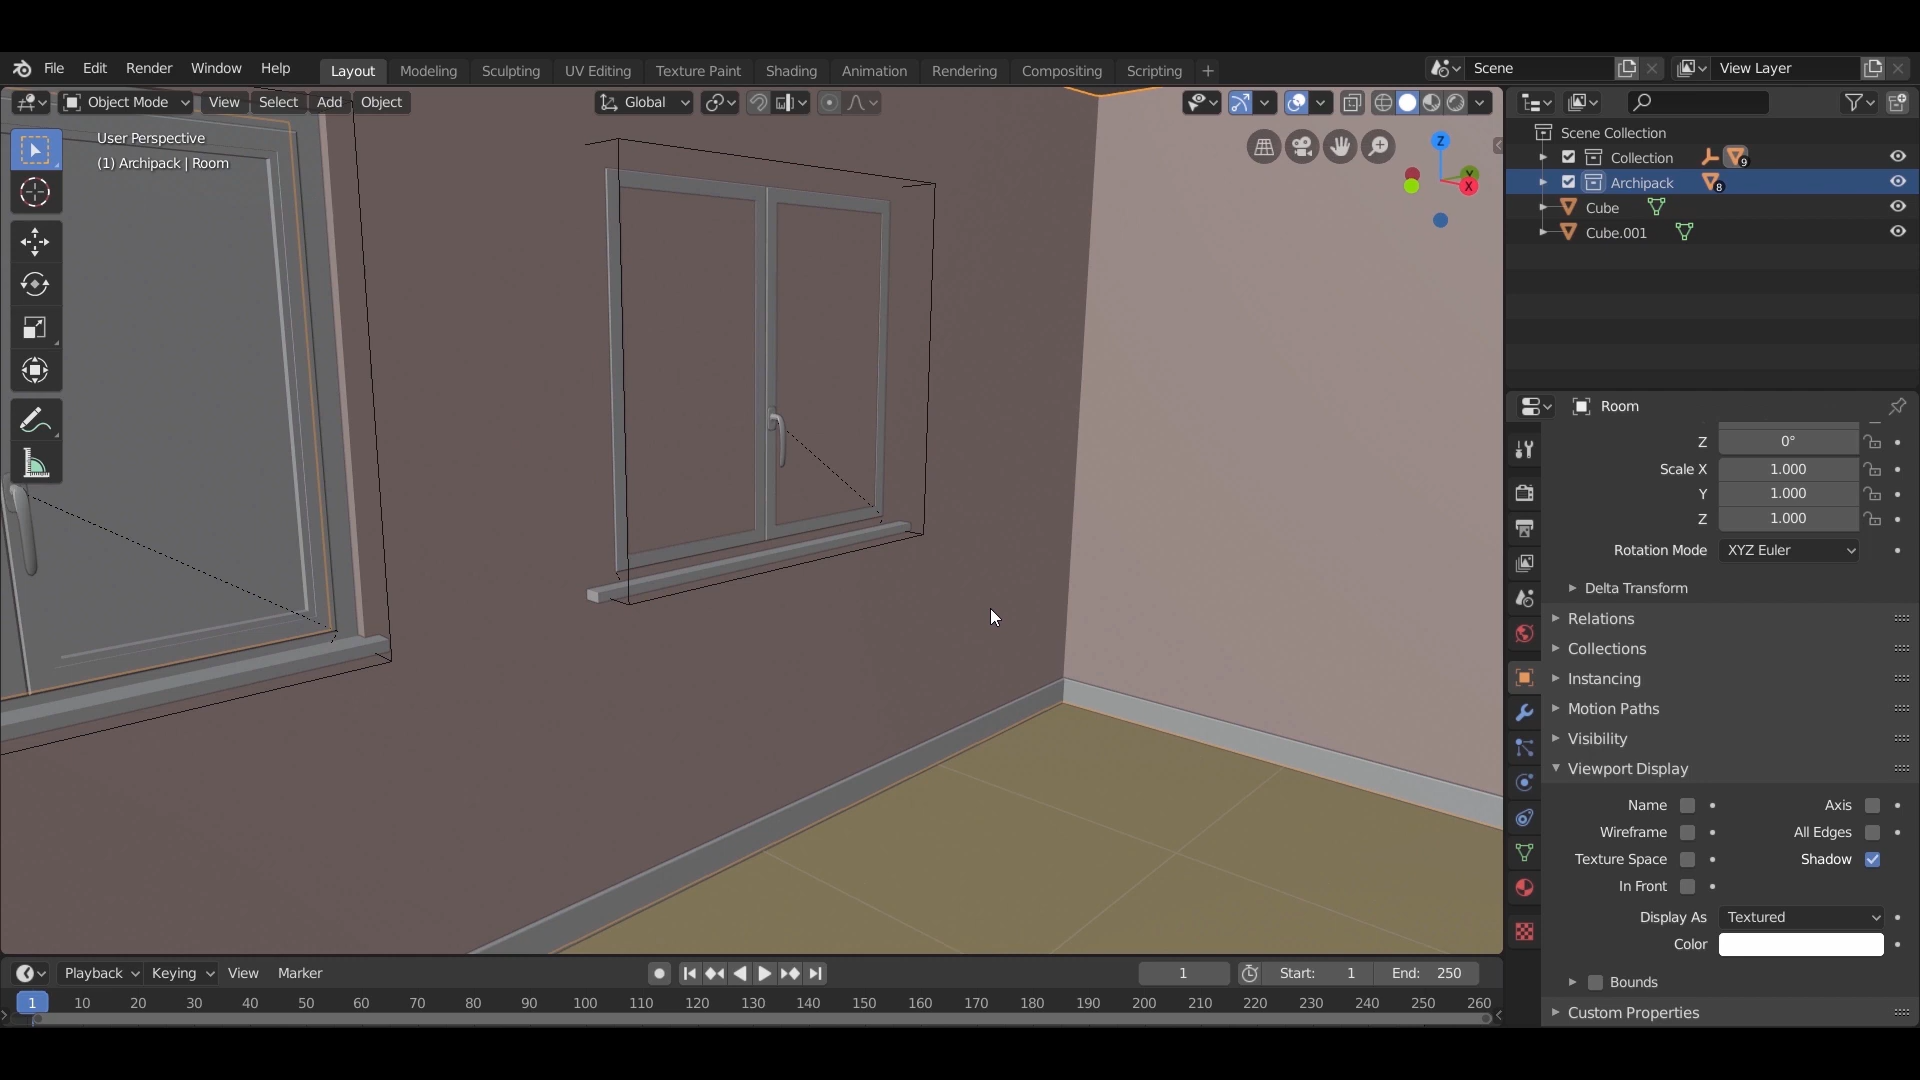 File Edit Render Window Help Layout Modeling Sculpting UV Editing Texture Paint Shading Animation Rendering Compositing Scripting + Scene View Layer
Object Mode View Select Add Object Global
User Perspective
(1) Archipack | Room
Z
Y
X
Scene Collection
Collection 9
Archipack 8
Cube
Cube.001
Room
Z 0°
Scale X 1.000
Y 1.000
Z 1.000
Rotation Mode XYZ Euler
Delta Transform
Relations
Collections
Instancing
Motion Paths
Visibility
Viewport Display
Name Axis
Wireframe All Edges
Texture Space Shadow
In Front
Display As Textured
Color
Bounds
Custom Properties
Playback Keying View Marker 1 Start: 1 End: 250
1 10 20 30 40 50 60 70 80 90 100 110 120 130 140 150 160 170 180 190 200 210 220 230 240 250 260